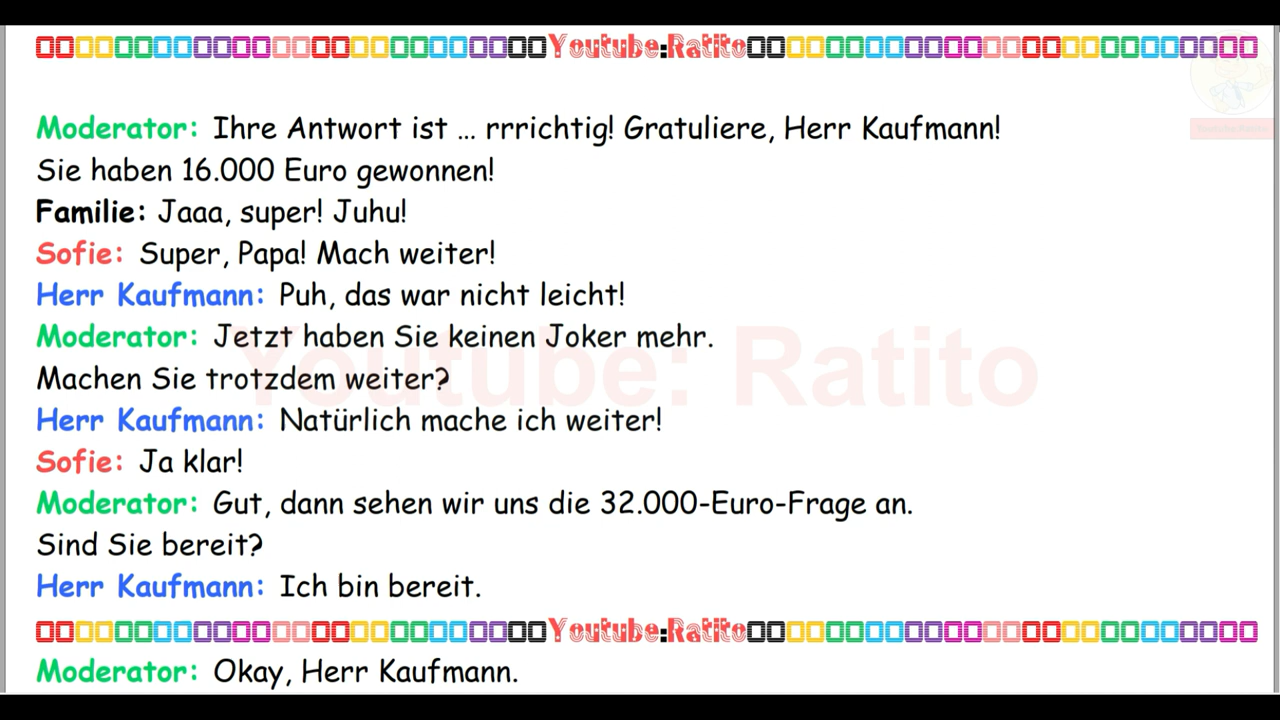 Youtube:Ratito
Moderator: Ihre Antwort ist ... rrrichtig! Gratuliere, Herr Kaufmann!
Sie haben 16.000 Euro gewonnen!
Familie: Jaaa, super! Juhu!
Sofie: Super, Papa! Mach weiter!
Herr Kaufmann: Puh, das war nicht leicht!
Moderator: Jetzt haben Sie keinen Joker mehr.
Youtube: Ratito
Machen Sie trotzdem weiter?
Herr Kaufmann: Natürlich mache ich weiter!
Sofie: Ja klar!
Moderator: Gut, dann sehen wir uns die 32.000-Euro-Frage an.
Sind Sie bereit?
Herr Kaufmann: Ich bin bereit.
Youtube:Ratito
Moderator: Okay, Herr Kaufmann.